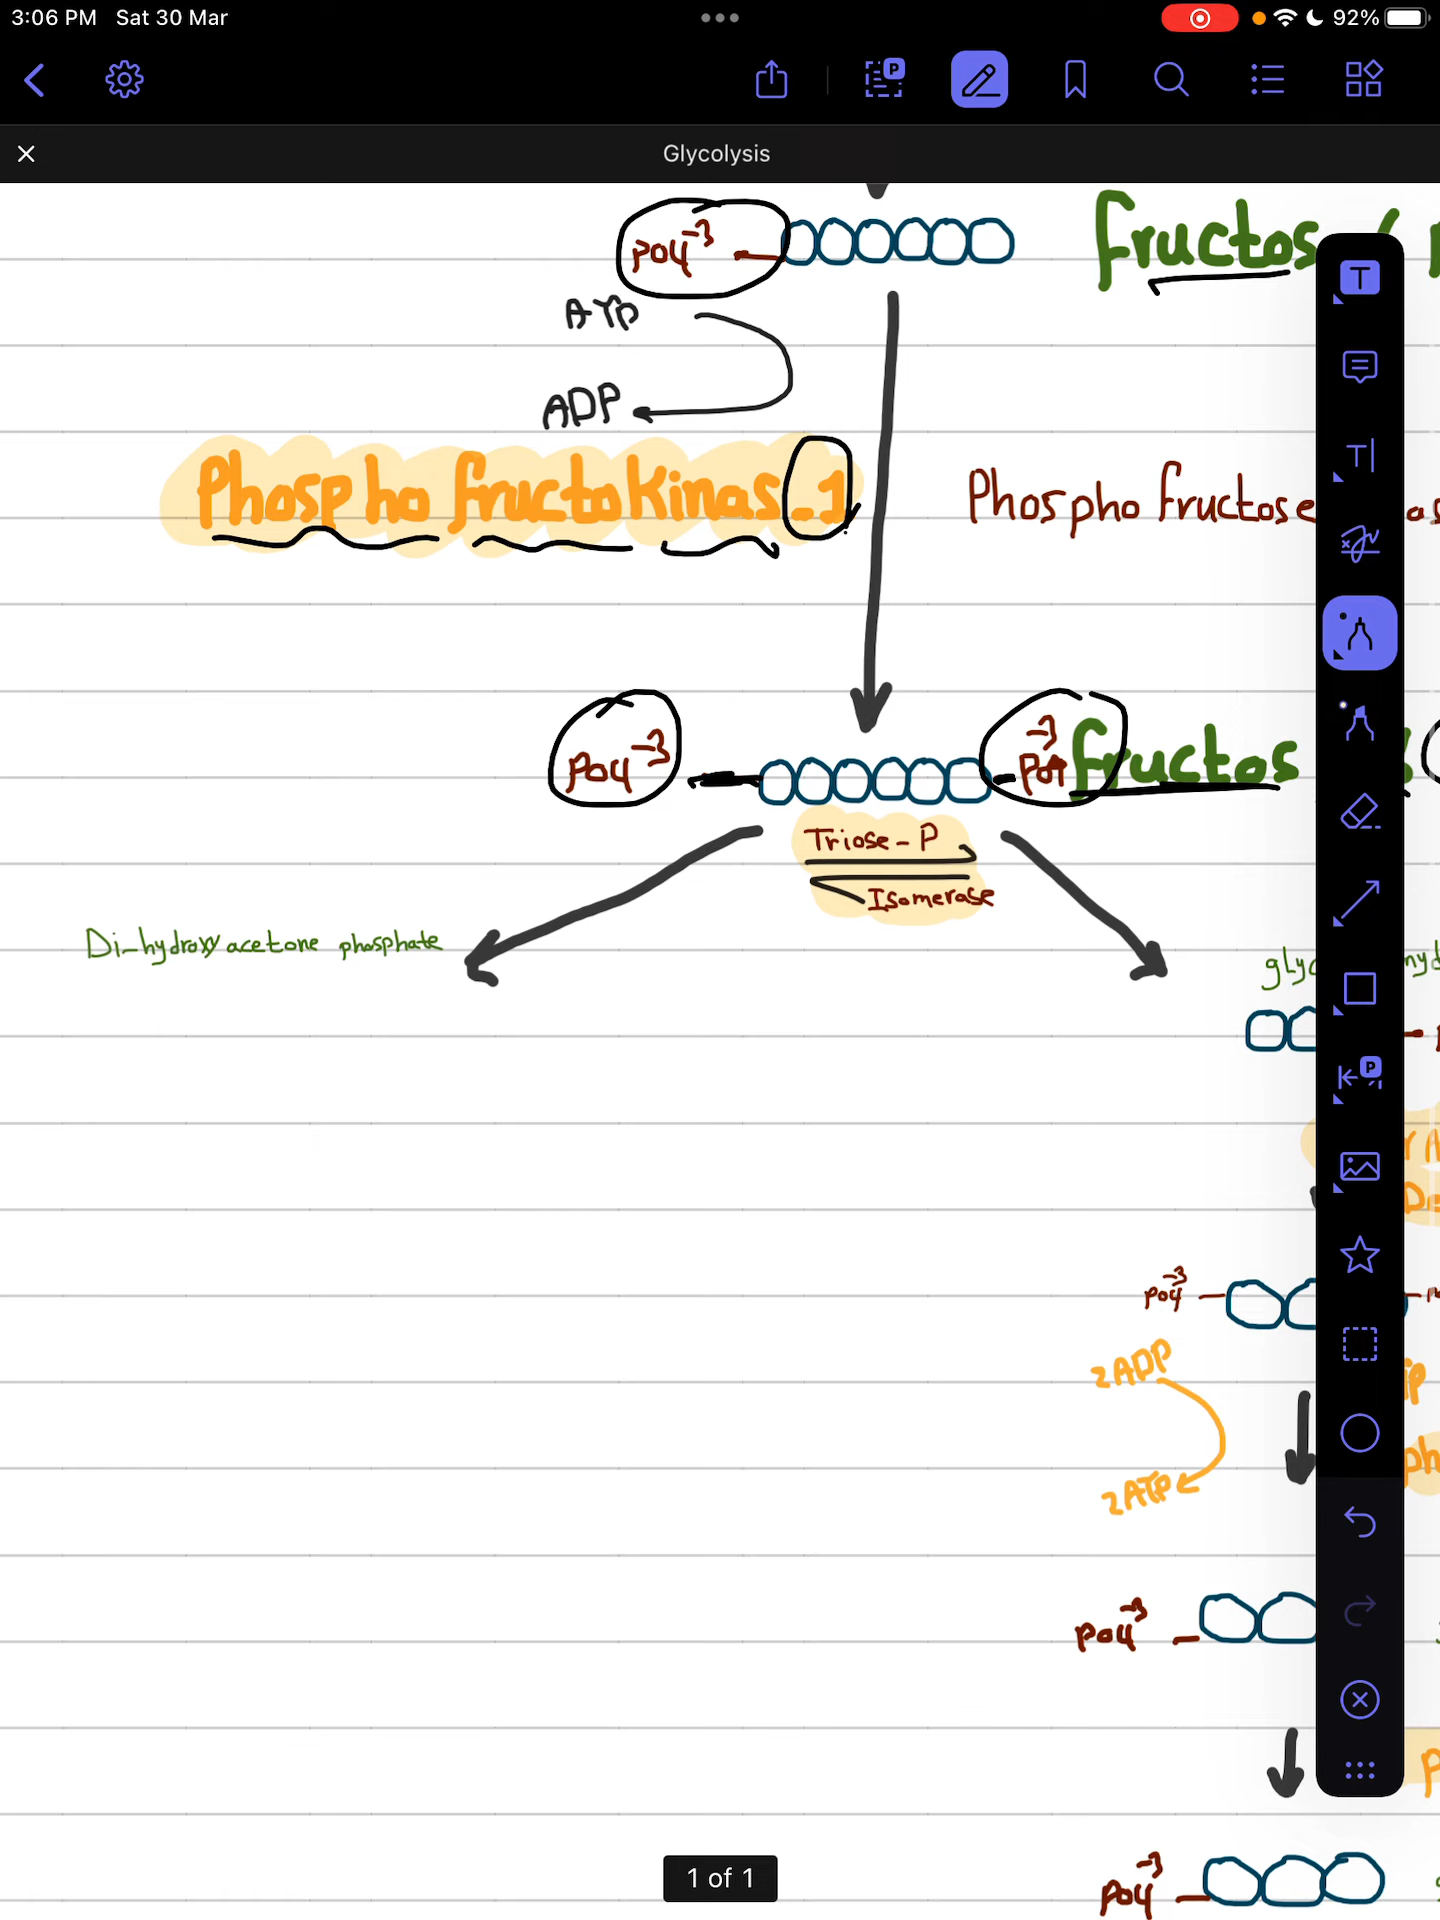 3:06 PM Sat 30 Mar
92%
P
Glycolysis
po4-3
fructos
T
ATP
ADP
T
Phospho fructokinas-1
Phospho fructose
po4-3
-3
po4
fructos
Triose-P
Isomerase
Di-hydroxy acetone phosphate
P
po4-3
2ADP
2ATP
po4-3
1 of 1
po4-3